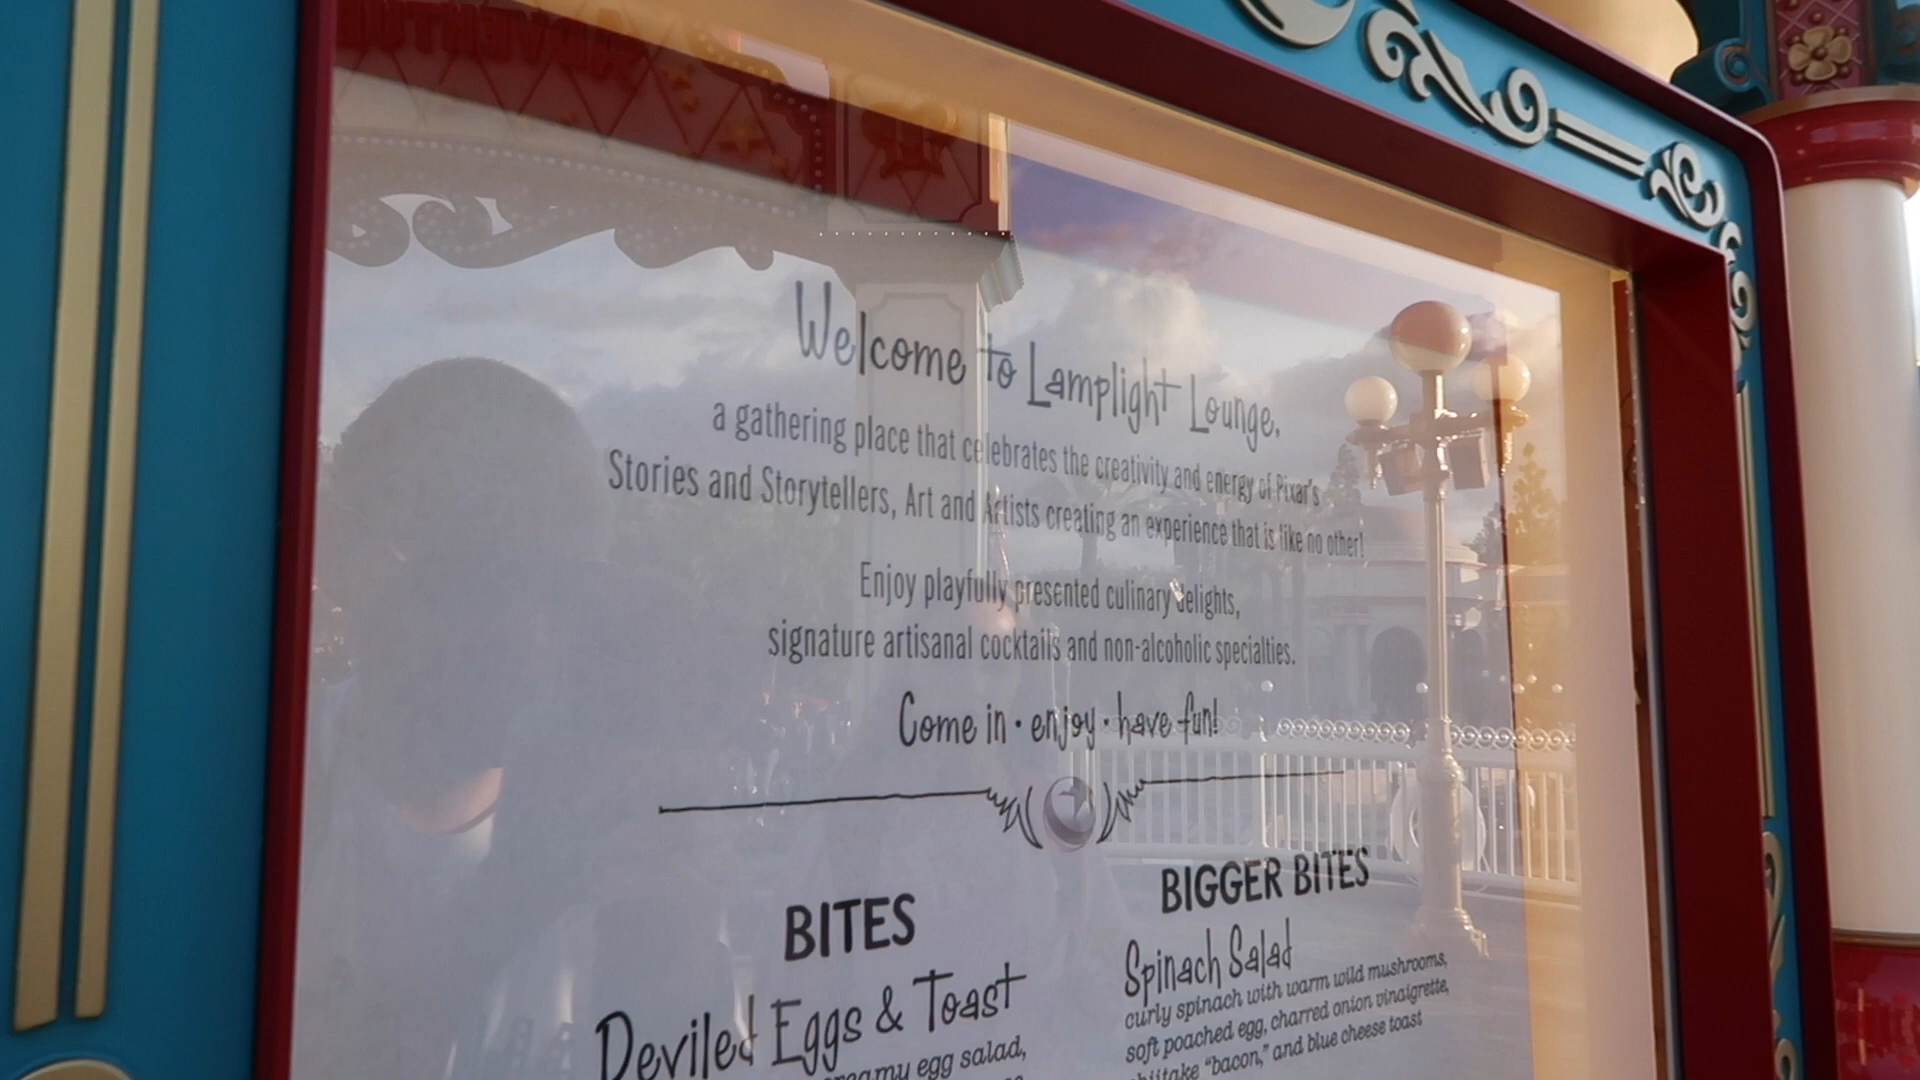 Welcome to Lamplight Lounge,
a gathering place that celebrates the creativity and energy of Pixar's
Stories and Storytellers, Art and Artists creating an experience that is like no other!
Enjoy playfully presented culinary delights,
signature artisanal cocktails and non-alcoholic specialties.
Come in · enjoy · have fun!
BITES
Deviled Eggs & Toast
creamy egg salad,
BIGGER BITES
Spinach Salad
curly spinach with warm wild mushrooms,
soft poached egg, charred onion vinaigrette,
shiitake “bacon,” and blue cheese toast